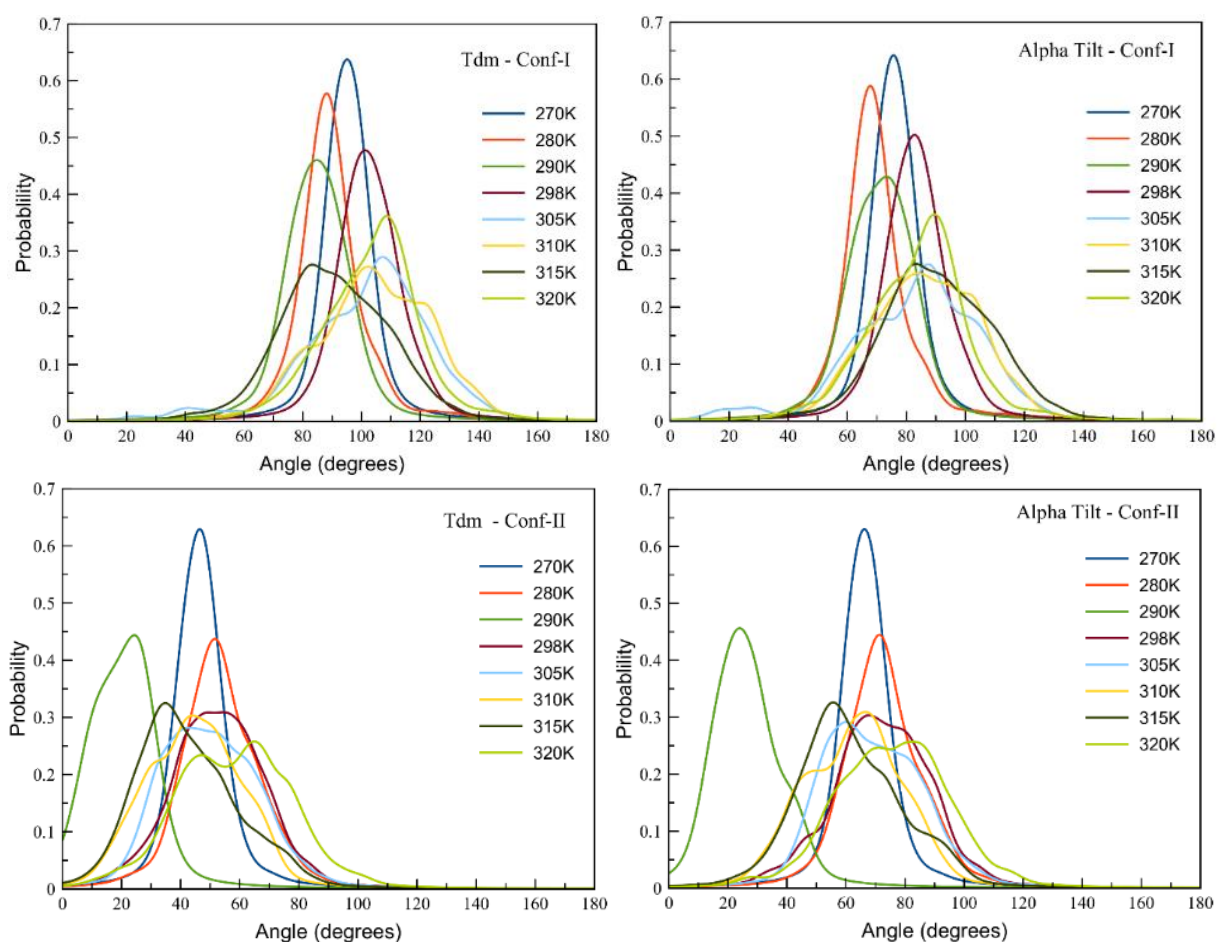 Tdm - Conf-I
Probablility
0.7
0.6
0.5
0.4
0.3
0.2
0.1
0
270K
280K
290K
298K
305K
310K
315K
320K
0 20 40 60 80 100 120 140 160 180
Angle (degrees)
Alpha Tilt - Conf-I
Probablility
0.7
0.6
0.5
0.4
0.3
0.2
0.1
0
270K
280K
290K
298K
305K
310K
315K
320K
0 20 40 60 80 100 120 140 160 180
Angle (degrees)
Tdm - Conf-II
Probability
0.7
0.6
0.5
0.4
0.3
0.2
0.1
0
270K
280K
290K
298K
305K
310K
315K
320K
0 20 40 60 80 100 120 140 160 180
Angle (degrees)
Alpha Tilt - Conf-II
Probablility
0.7
0.6
0.5
0.4
0.3
0.2
0.1
0
270K
280K
290K
298K
305K
310K
315K
320K
0 20 40 60 80 100 120 140 160 180
Angle (degrees)